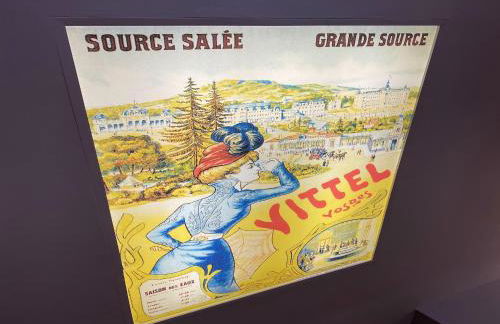 SOURCE SALÉE
GRANDE SOURCE
VITTEL
VOSGES
SAISON DES EAUX